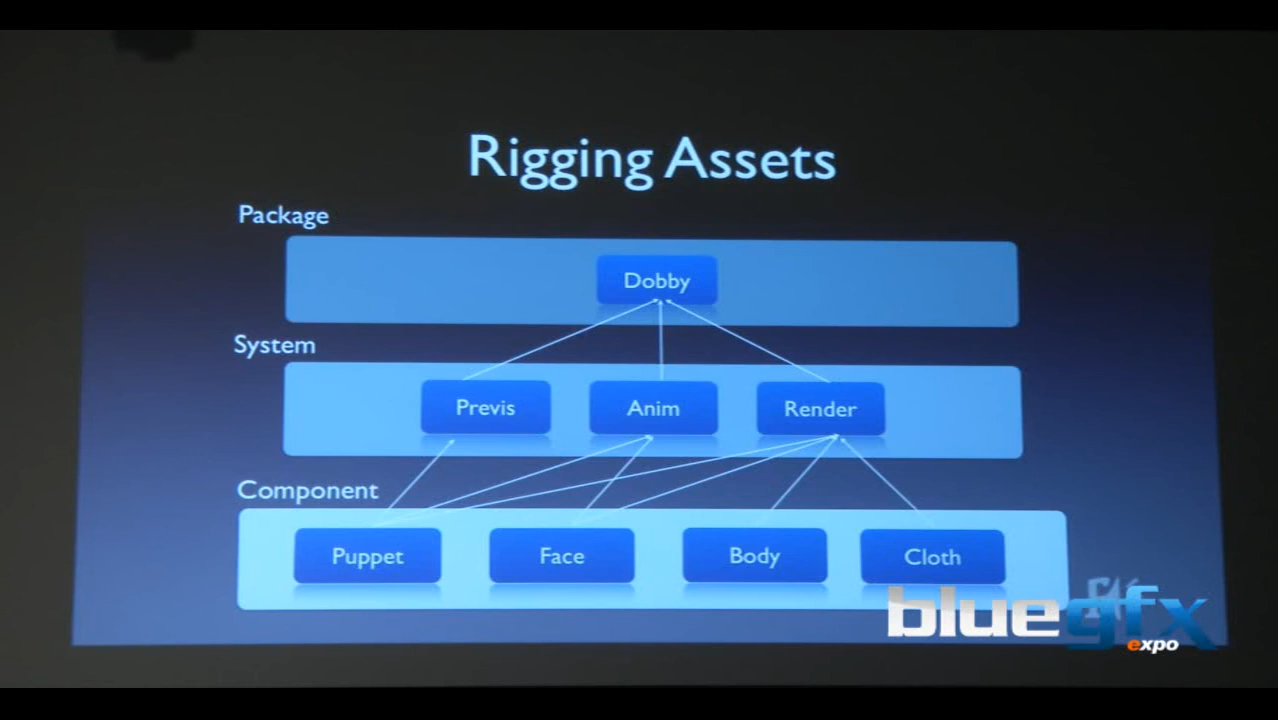 Rigging Assets
Package
Dobby
System
Previs Anim Render
Component
Puppet Face Body Cloth
bluegfx
expo